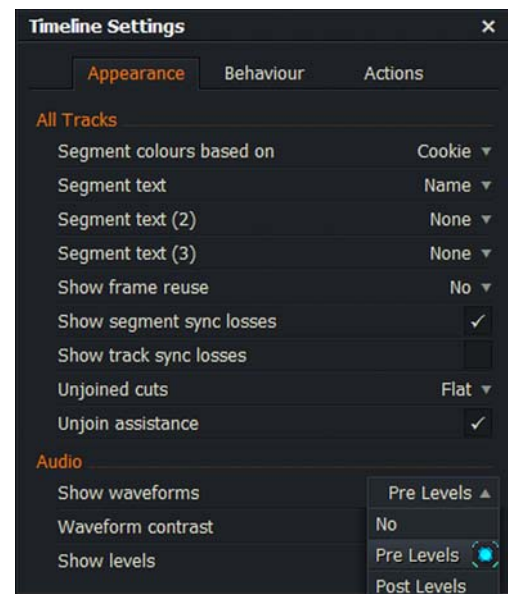 Timeline Settings ×
Appearance Behaviour Actions
All Tracks
Segment colours based on Cookie
Segment text Name
Segment text (2) None
Segment text (3) None
Show frame reuse No
Show segment sync losses ✓
Show track sync losses
Unjoined cuts Flat
Unjoin assistance ✓
Audio
Show waveforms Pre Levels
Waveform contrast No
Show levels Pre Levels
Post Levels